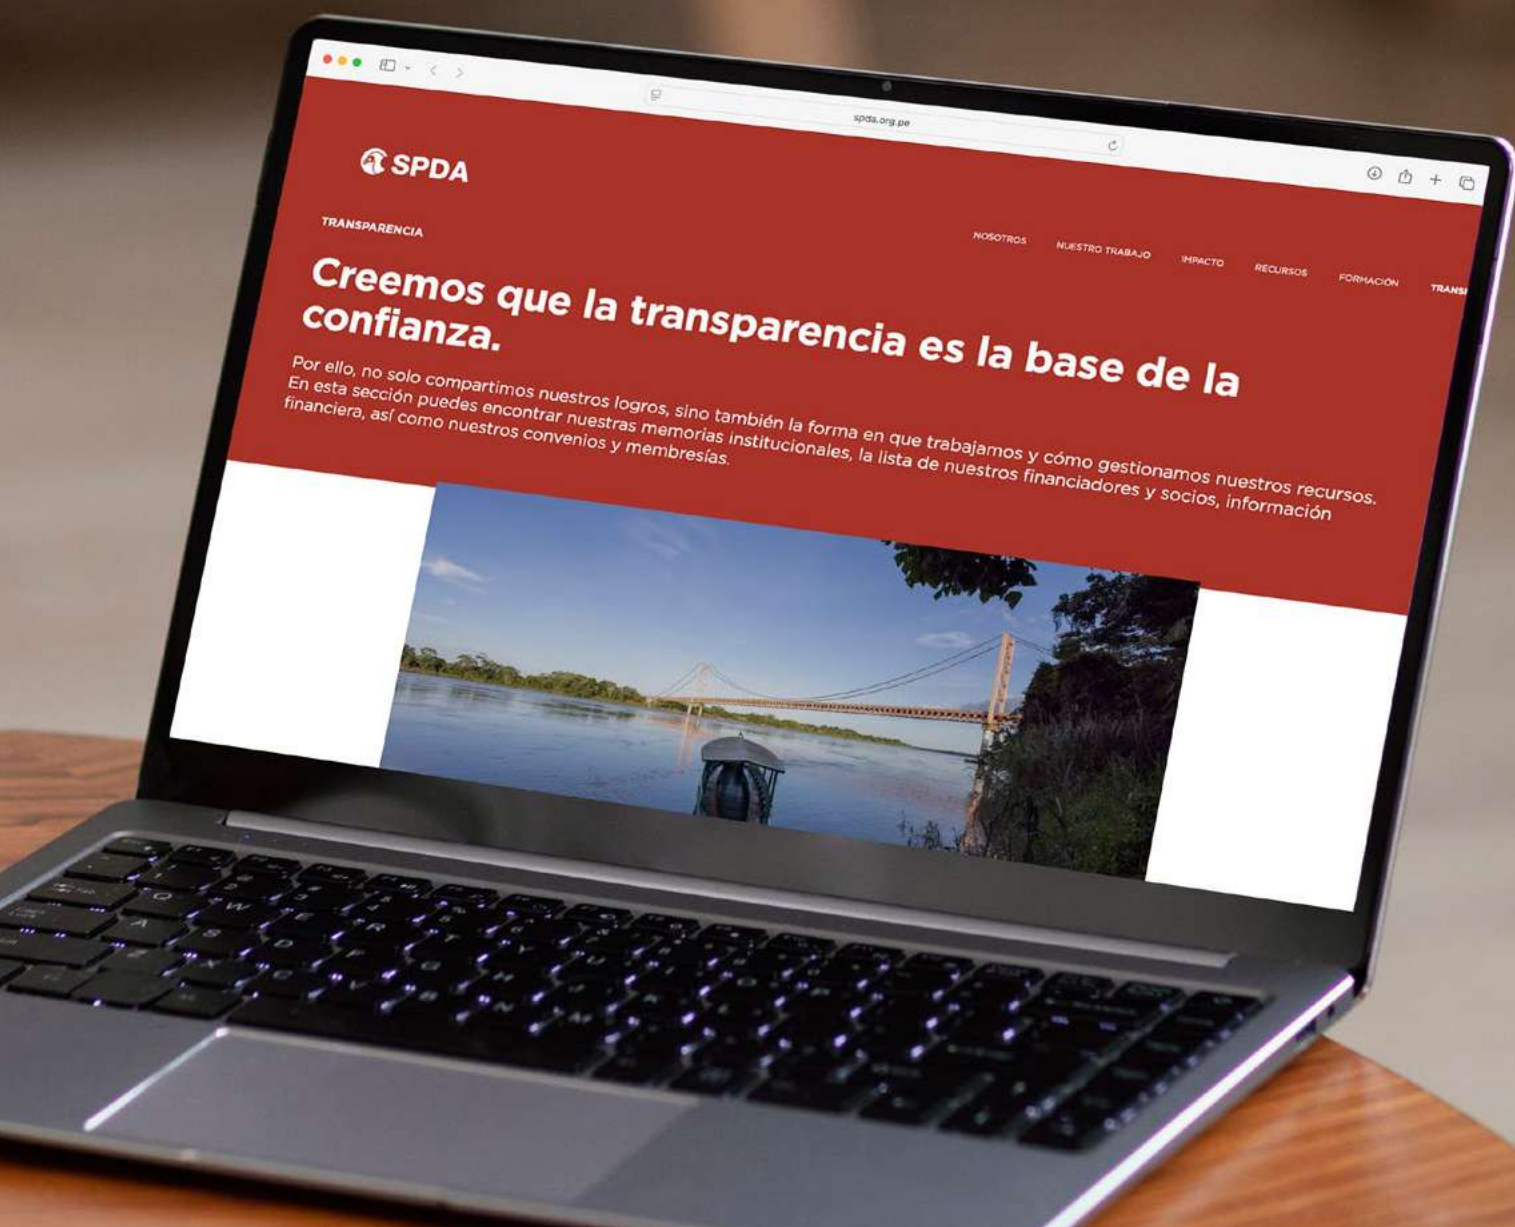 spda.org.pe
SPDA
NOSOTROS NUESTRO TRABAJO IMPACTO RECURSOS FORMACIÓN
TRANSPARENCIA
Creemos que la transparencia es la base de la
confianza.
Por ello, no solo compartimos nuestros logros, sino también la forma en que trabajamos y cómo gestionamos nuestros recursos.
En esta sección puedes encontrar nuestras memorias institucionales, la lista de nuestros financiadores y socios, información
financiera, así como nuestros convenios y membresías.